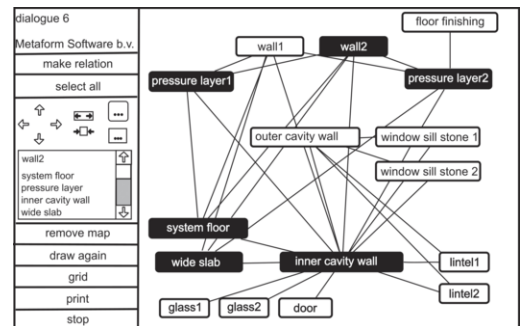 dialogue 6
Metaform Software b.v.
make relation
select all
...
...
wall2
system floor
pressure layer
inner cavity wall
wide slab
remove map
draw again
grid
print
stop
floor finishing
wall1
wall2
pressure layer1
pressure layer2
outer cavity wall
window sill stone 1
window sill stone 2
system floor
wide slab
inner cavity wall
lintel1
lintel2
glass1
glass2
door